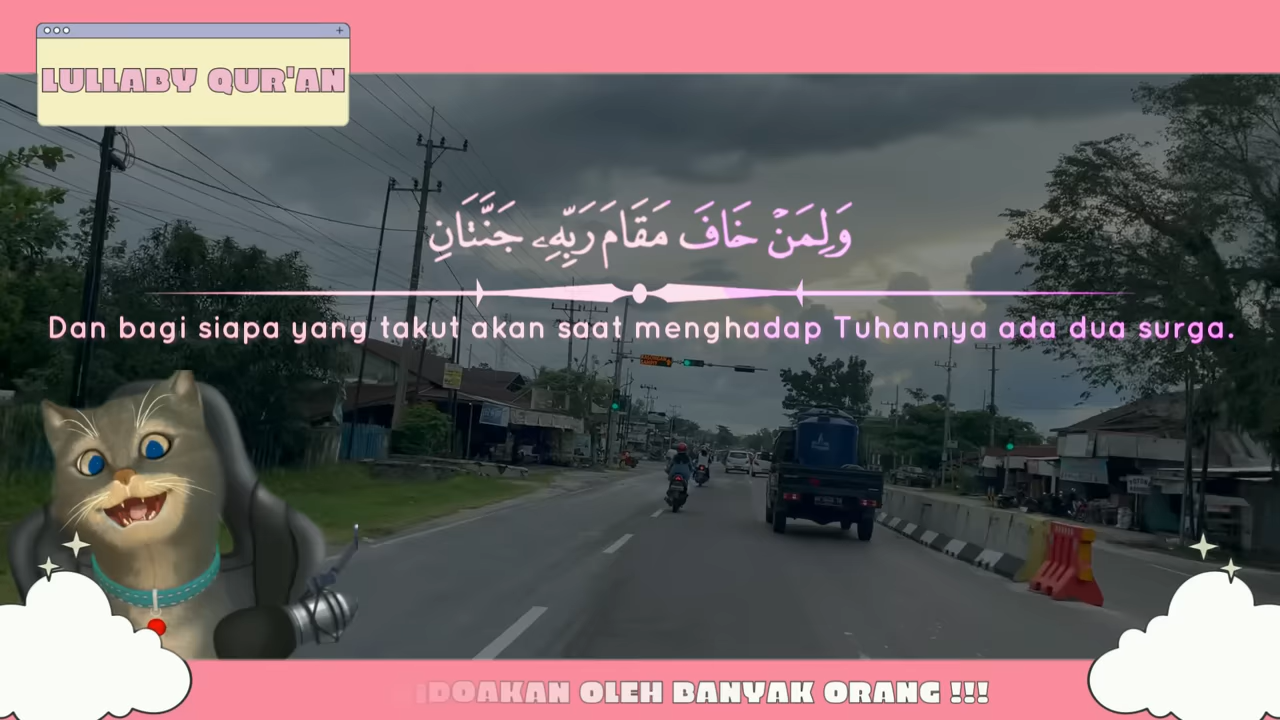 LULLABY QUR'AN
وَلِمَنْ خَافَ مَقَامَ رَبِّهِۦ جَنَّتَانِ
Dan bagi siapa yang takut akan saat menghadap Tuhannya ada dua surga.
DOAKAN OLEH BANYAK ORANG !!!